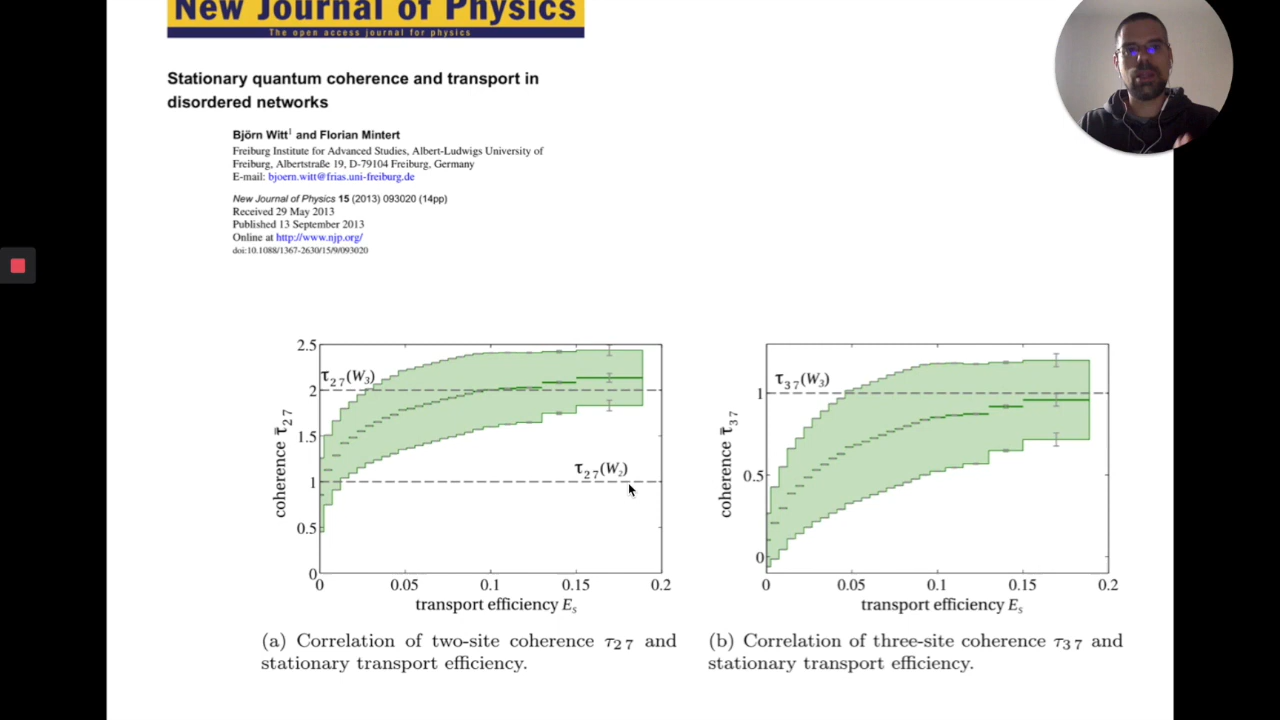 New Journal of Physics
The open access journal for physics
Stationary quantum coherence and transport in
disordered networks
Björn Witt¹ and Florian Mintert
Freiburg Institute for Advanced Studies, Albert-Ludwigs University of
Freiburg, Albertstraße 19, D-79104 Freiburg, Germany
E-mail: bjoern.witt@frias.uni-freiburg.de
New Journal of Physics 15 (2013) 093020 (14pp)
Received 29 May 2013
Published 13 September 2013
Online at http://www.njp.org/
doi:10.1088/1367-2630/15/9/093020
2.5
τ₂₇(W₃)
2
1.5
τ₂₇(W₂)
1
0.5
0
coherence τ̄₂₇
0 0.05 0.1 0.15 0.2
transport efficiency Eₛ
(a) Correlation of two-site coherence τ₂₇ and
stationary transport efficiency.
τ₃₇(W₃)
1
0.5
0
coherence τ̄₃₇
0 0.05 0.1 0.15 0.2
transport efficiency Eₛ
(b) Correlation of three-site coherence τ₃₇ and
stationary transport efficiency.